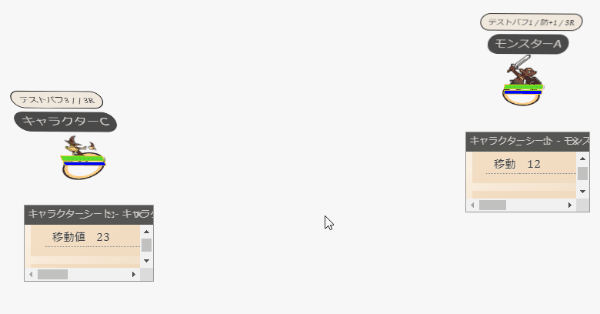 テストバフ1 / 防+1 / 3R
モンスターA
キャラクターシート - モンス
移動 12
テストバフ3 / / 3R
キャラクターC
キャラクターシート - キャラク
移動値 23